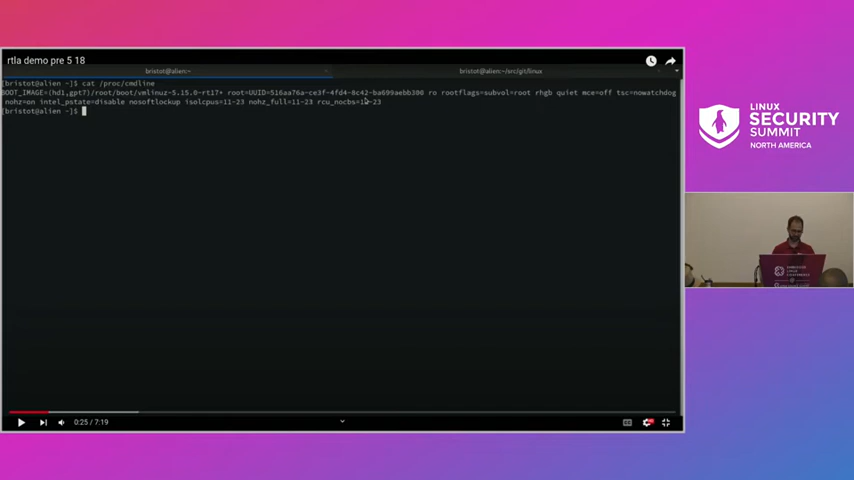 rtla demo pre 5 18
bristot@alien:~
bristot@alien:~/src/git/linux
[bristot@alien ~]$ cat /proc/cmdline
BOOT_IMAGE=(hd1,gpt7)/root/boot/vmlinuz-5.15.0-rt17+ root=UUID=516aa76a-ce3f-4fd4-8c42-ba699aebb300 ro rootflags=subvol=root rhgb quiet mce=off tsc=nowatchdog
nohz=on intel_pstate=disable nosoftlockup isolcpus=11-23 nohz_full=11-23 rcu_nocbs=11-23
[bristot@alien ~]$
0:25 / 7:19
LINUX
SECURITY
SUMMIT
NORTH AMERICA
EMBEDDED
LINUX
CONFERENCE